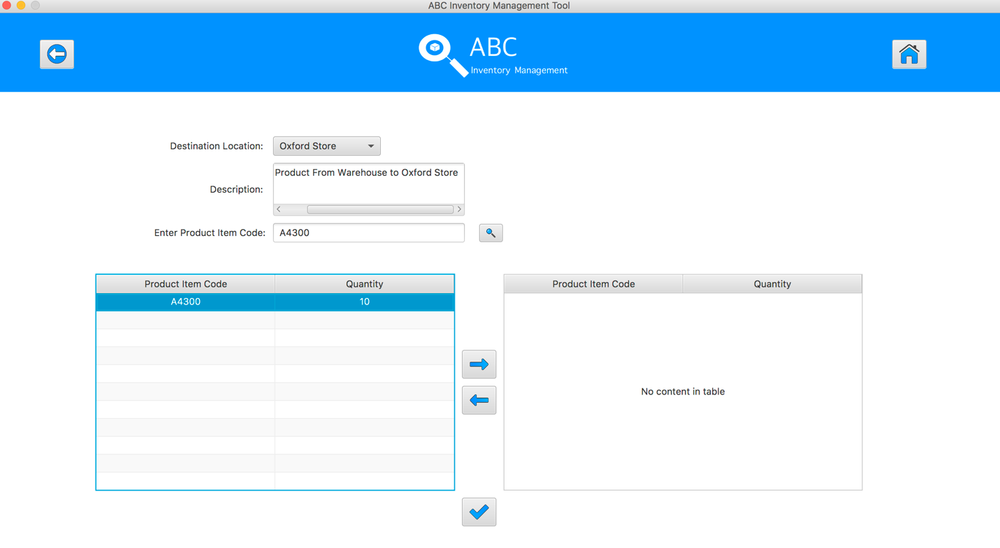 ABC Inventory Management Tool
ABC
Inventory Management
Destination Location: Oxford Store
Description: Product From Warehouse to Oxford Store
Enter Product Item Code: A4300
Product Item Code Quantity
A4300 10
Product Item Code Quantity
No content in table